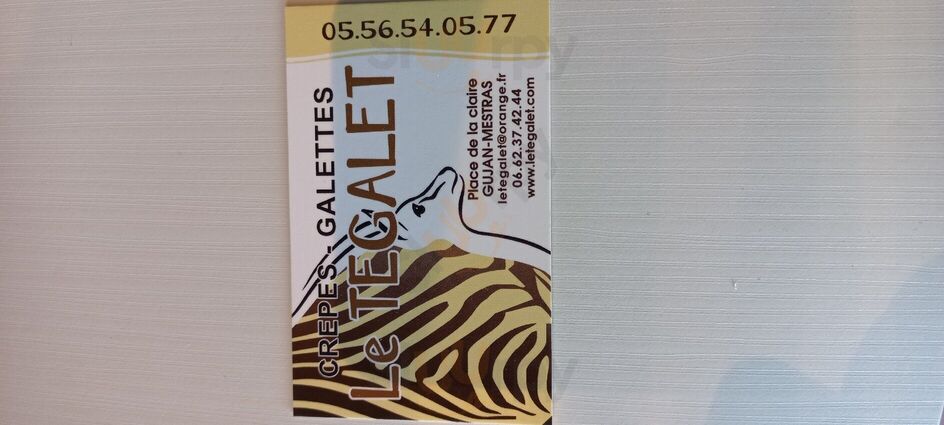 05.56.54.05.77
CREPES - GALETTES
Le TEGALET
Place de la claire
GUJAN-MESTRAS
letegalet@orange.fr
06.62.37.42.44
www.letegalet.com